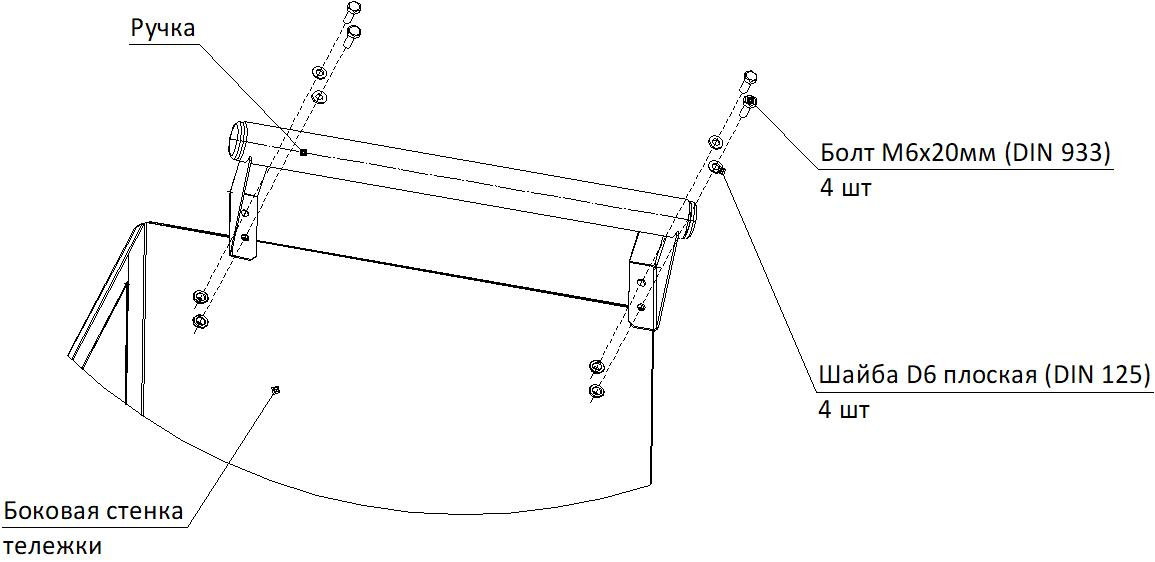 Ручка
Болт М6х20мм (DIN 933)
4 шт
Шайба D6 плоская (DIN 125)
4 шт
Боковая стенка
тележки